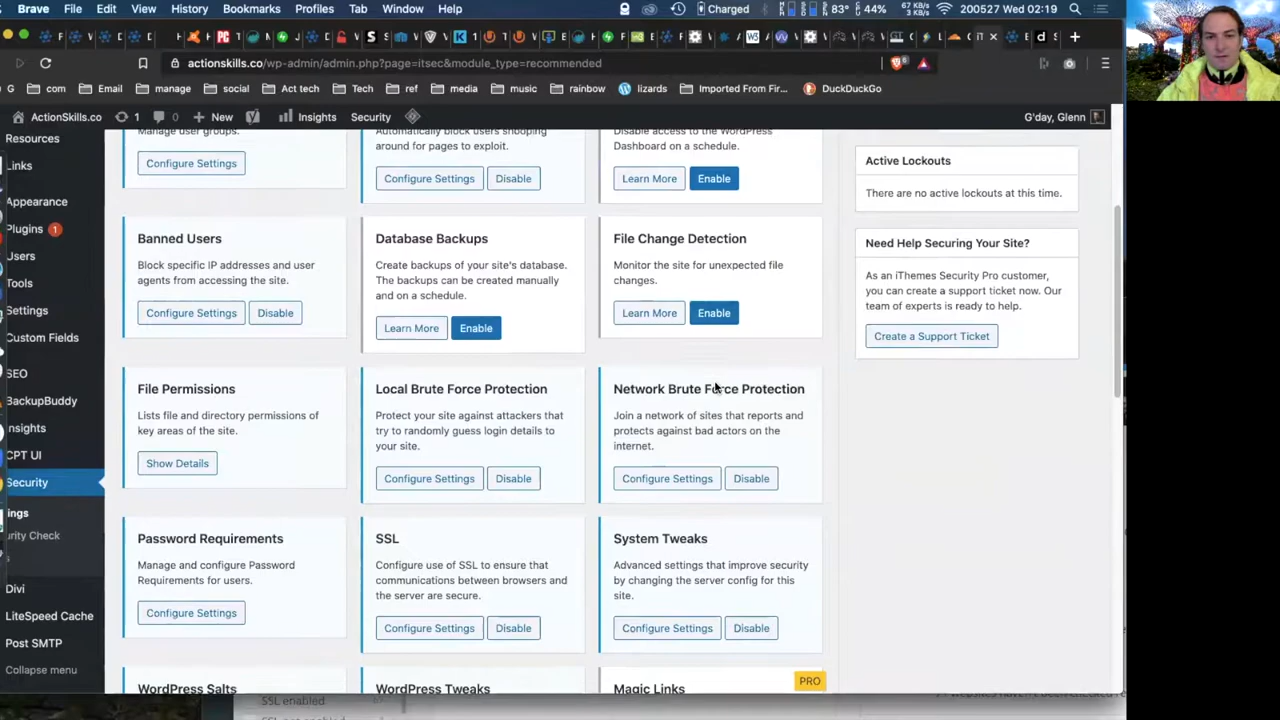 Brave File Edit View History Bookmarks Profiles Tab Window Help
Charged 83° 44% 67 KB/s 6 KB/s 200527 Wed 02:19
actionskills.co/wp-admin/admin.php?page=itsec&module_type=recommended
G com Email manage social Act tech Tech ref media music rainbow lizards Imported From Fir... DuckDuckGo
ActionSkills.co 1 0 New Insights Security G'day, Glenn
Resources
Links
Appearance
Plugins 1
Users
Tools
Settings
Custom Fields
SEO
BackupBuddy
nsights
CPT UI
Security
ings
urity Check
Divi
LiteSpeed Cache
Post SMTP
Collapse menu
Manage user groups.
Configure Settings
Automatically block users snooping
around for pages to exploit.
Configure Settings Disable
Disable access to the WordPress
Dashboard on a schedule.
Learn More Enable
Banned Users
Block specific IP addresses and user
agents from accessing the site.
Configure Settings Disable
Database Backups
Create backups of your site's database.
The backups can be created manually
and on a schedule.
Learn More Enable
File Change Detection
Monitor the site for unexpected file
changes.
Learn More Enable
File Permissions
Lists file and directory permissions of
key areas of the site.
Show Details
Local Brute Force Protection
Protect your site against attackers that
try to randomly guess login details to
your site.
Configure Settings Disable
Network Brute Force Protection
Join a network of sites that reports and
protects against bad actors on the
internet.
Configure Settings Disable
Password Requirements
Manage and configure Password
Requirements for users.
Configure Settings
SSL
Configure use of SSL to ensure that
communications between browsers and
the server are secure.
Configure Settings Disable
System Tweaks
Advanced settings that improve security
by changing the server config for this
site.
Configure Settings Disable
WordPress Salts
WordPress Tweaks
Magic Links
PRO
Active Lockouts
There are no active lockouts at this time.
Need Help Securing Your Site?
As an iThemes Security Pro customer,
you can create a support ticket now. Our
team of experts is ready to help.
Create a Support Ticket
SSL enabled